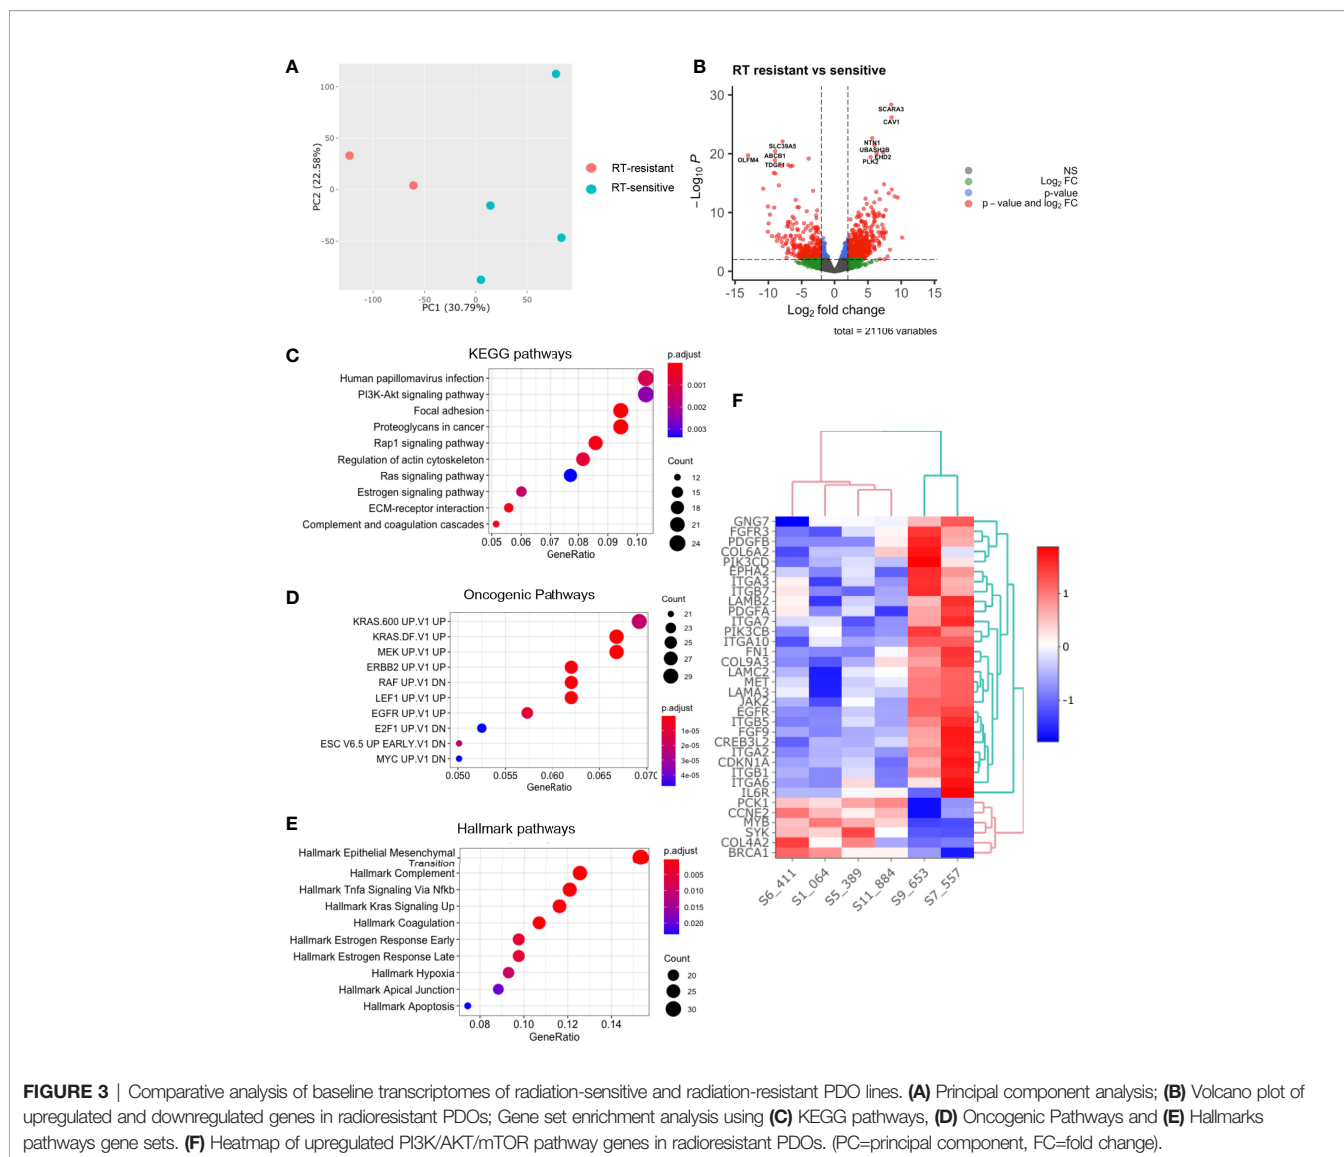 A
PC2 (22.58%)
100
50
0
-50
-100
-50
0
50
PC1 (30.79%)
RT-resistant
RT-sensitive
B
RT resistant vs sensitive
− Log10 P
30
20
10
0
SCARA3
CAV1
NTN1
UBASH3B
EHD2
PLK2
SLC39A5
ABCB1
TDGF1
OLFM4
-15
-10
-5
0
5
10
15
Log2 fold change
total = 21106 variables
NS
Log2 FC
p-value
p − value and log2 FC
C
KEGG pathways
Human papillomavirus infection
PI3K-Akt signaling pathway
Focal adhesion
Proteoglycans in cancer
Rap1 signaling pathway
Regulation of actin cytoskeleton
Ras signaling pathway
Estrogen signaling pathway
ECM-receptor interaction
Complement and coagulation cascades
0.05 0.06 0.07 0.08 0.09 0.10
GeneRatio
p.adjust
0.001
0.002
0.003
Count
12
15
18
21
24
D
Oncogenic Pathways
KRAS.600 UP.V1 UP
KRAS.DF.V1 UP
MEK UP.V1 UP
ERBB2 UP.V1 UP
RAF UP.V1 DN
LEF1 UP.V1 UP
EGFR UP.V1 UP
E2F1 UP.V1 DN
ESC V6.5 UP EARLY.V1 DN
MYC UP.V1 DN
0.050 0.055 0.060 0.065 0.070
GeneRatio
Count
21
23
25
27
29
p.adjust
1e-05
2e-05
3e-05
4e-05
E
Hallmark pathways
Hallmark Epithelial Mesenchymal
Transition
Hallmark Complement
Hallmark Tnfa Signaling Via Nfkb
Hallmark Kras Signaling Up
Hallmark Coagulation
Hallmark Estrogen Response Early
Hallmark Estrogen Response Late
Hallmark Hypoxia
Hallmark Apical Junction
Hallmark Apoptosis
0.08 0.10 0.12 0.14
GeneRatio
p.adjust
0.005
0.010
0.015
0.020
Count
20
25
30
F
GNG7
FGFR3
PDGFB
COL6A2
PIK3CD
EPHA2
ITGA3
ITGB7
LAMB2
PDGFA
ITGA7
PIK3CB
ITGA10
FN1
COL9A3
LAMC2
MET
LAMA3
JAK2
EGFR
ITGB5
FGF9
CREB3L2
ITGA2
CDKN1A
ITGB1
ITGA6
IL6R
PCK1
CCNE2
MYB
SYK
COL4A2
BRCA1
S6_411
S1_064
S5_389
S11_884
S9_653
S7_557
1
0
−1
FIGURE 3 | Comparative analysis of baseline transcriptomes of radiation-sensitive and radiation-resistant PDO lines. (A) Principal component analysis; (B) Volcano plot of
upregulated and downregulated genes in radioresistant PDOs; Gene set enrichment analysis using (C) KEGG pathways, (D) Oncogenic Pathways and (E) Hallmarks
pathways gene sets. (F) Heatmap of upregulated PI3K/AKT/mTOR pathway genes in radioresistant PDOs. (PC=principal component, FC=fold change).